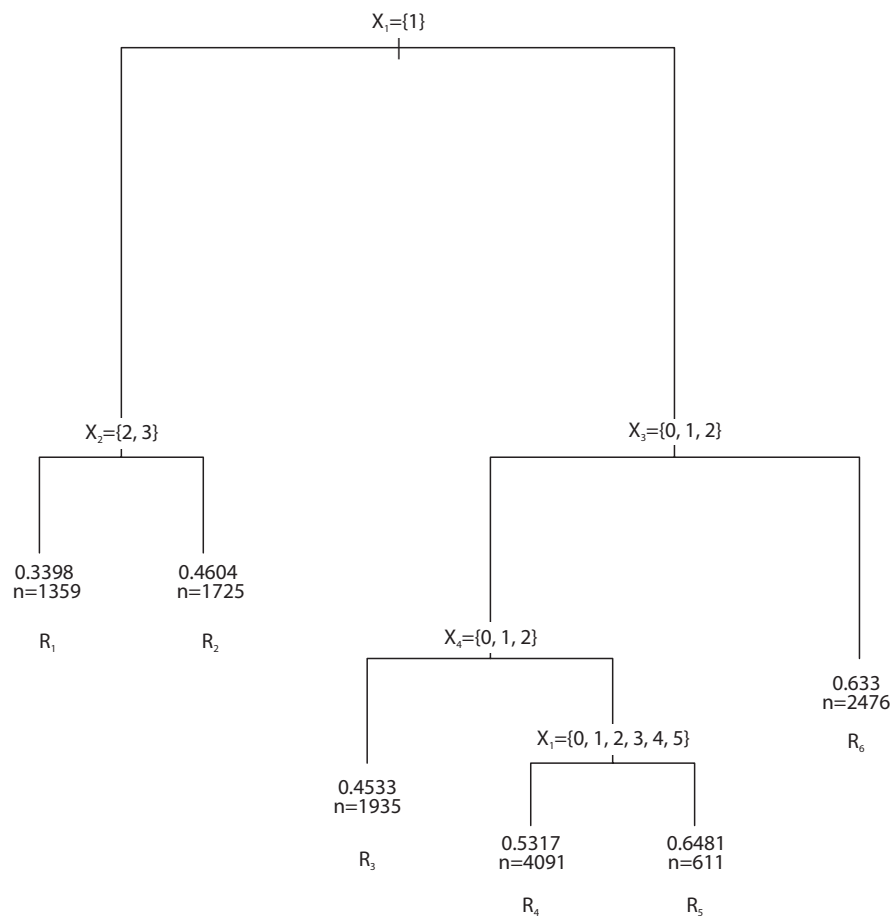 X₁={1}
X₂={2, 3}
X₃={0, 1, 2}
0.3398
n=1359
R₁
0.4604
n=1725
R₂
X₄={0, 1, 2}
0.633
n=2476
R₆
X₁={0, 1, 2, 3, 4, 5}
0.4533
n=1935
R₃
0.5317
n=4091
R₄
0.6481
n=611
R₅